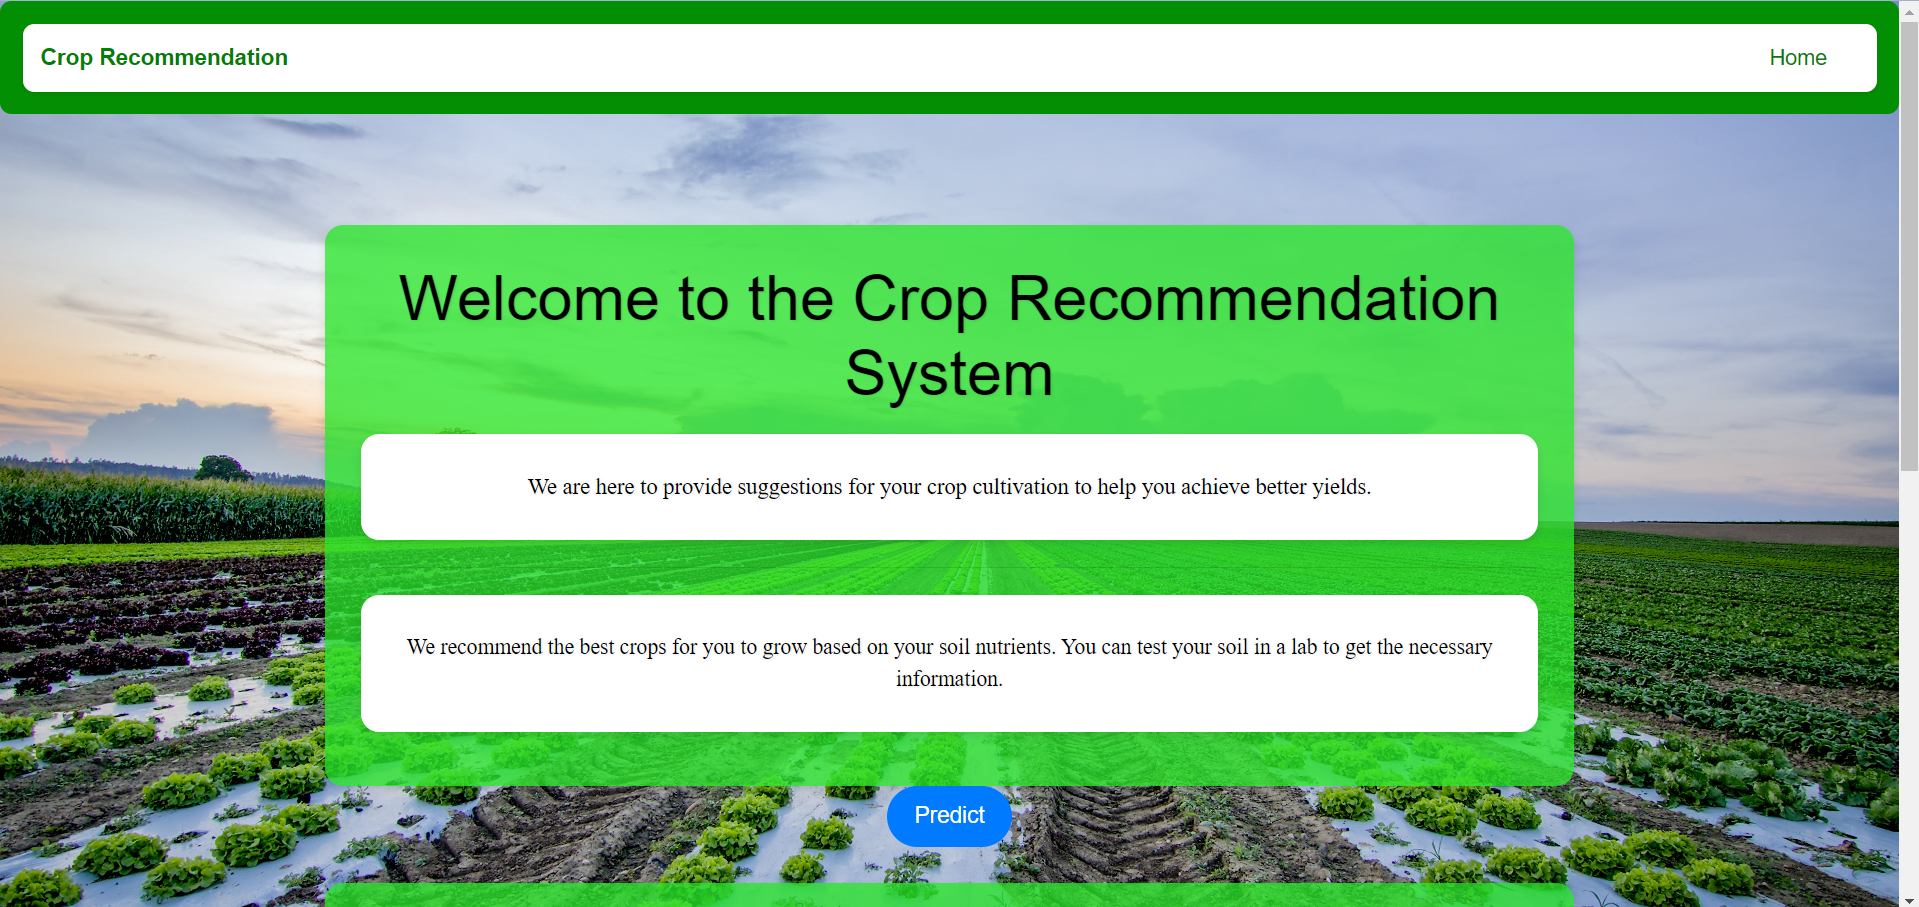 Crop Recommendation
Home
Welcome to the Crop Recommendation
System
We are here to provide suggestions for your crop cultivation to help you achieve better yields.
We recommend the best crops for you to grow based on your soil nutrients. You can test your soil in a lab to get the necessary
information.
Predict